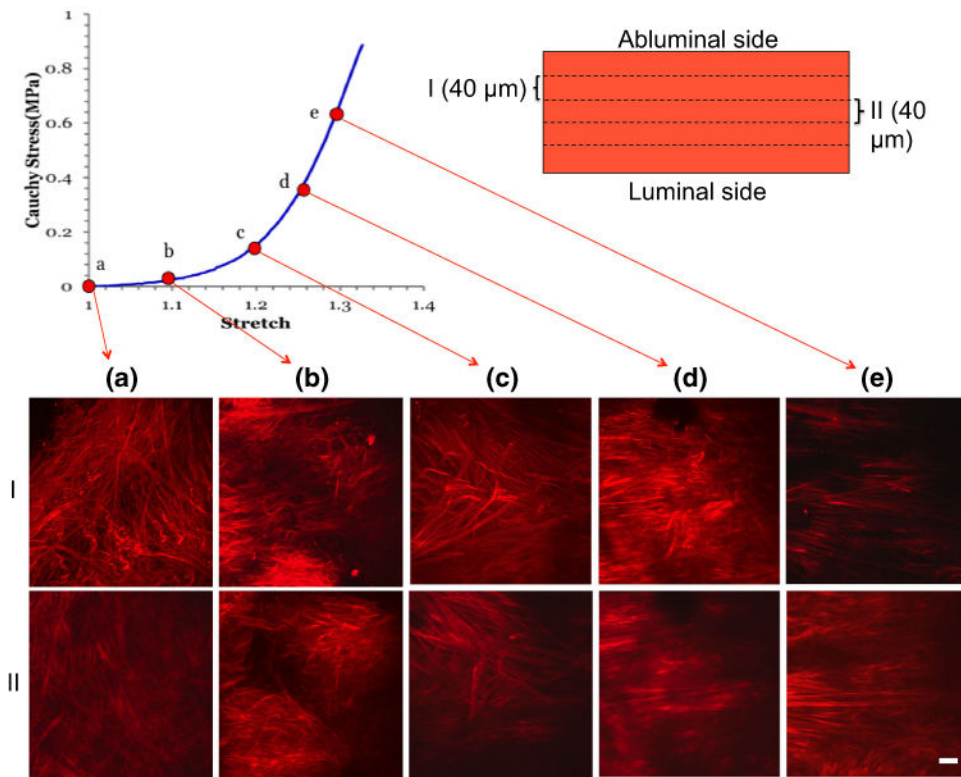 1
0.8
0.6
0.4
0.2
0
Cauchy Stress(MPa)
a
b
c
d
e
1
1.1
1.2
1.3
1.4
Stretch
Abluminal side
I (40 µm)
II (40
µm)
Luminal side
(a) (b) (c) (d) (e)
I
II